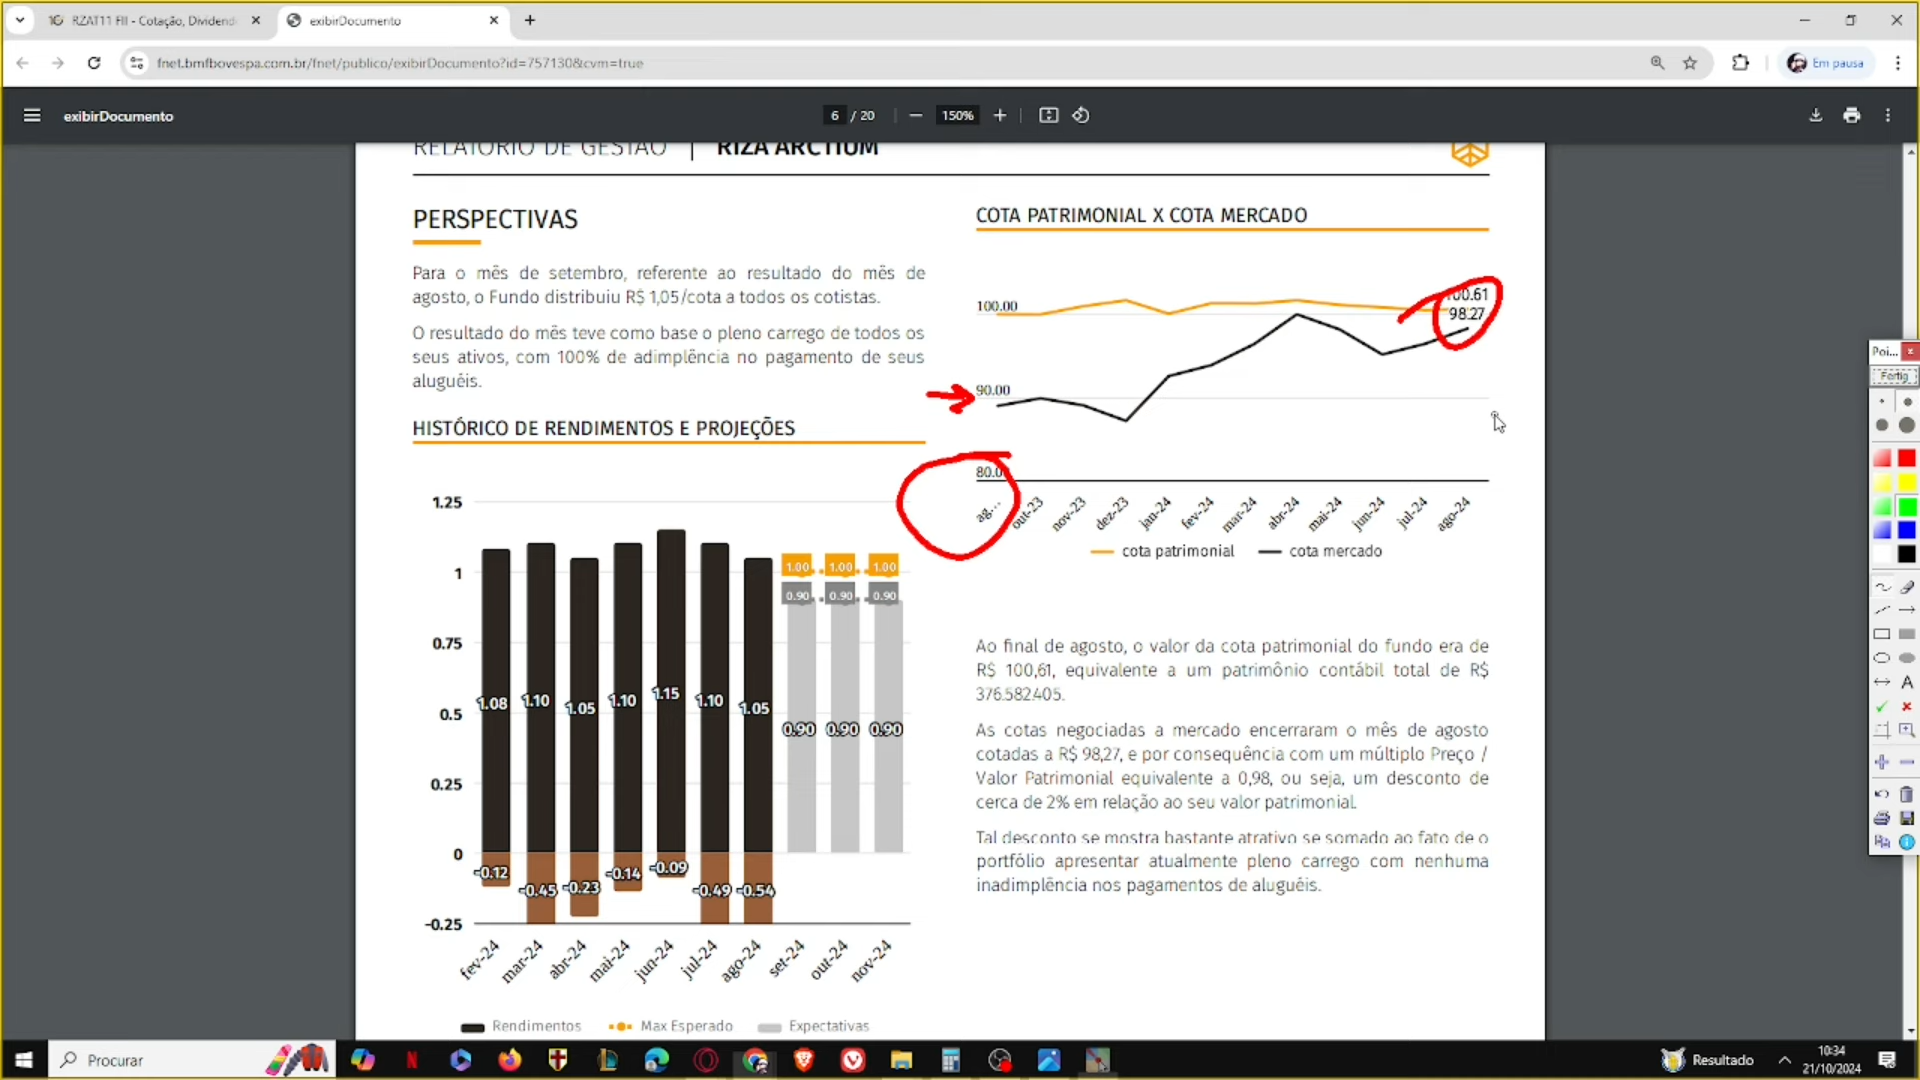 RZAT11 FII - Cotação, Dividend
exibirDocumento
fnet.bmfbovespa.com.br/fnet/publico/exibirDocumento?id=757130&cvm=true
Em pausa
exibirDocumento
6 / 20
150%
RELATÓRIO DE GESTÃO | RIZA ARCTIUM
PERSPECTIVAS
Para o mês de setembro, referente ao resultado do mês de
agosto, o Fundo distribuiu R$ 1,05/cota a todos os cotistas.
O resultado do mês teve como base o pleno carrego de todos os
seus ativos, com 100% de adimplência no pagamento de seus
aluguéis.
HISTÓRICO DE RENDIMENTOS E PROJEÇÕES
1.25
1
0.75
0.5
0.25
0
-0.25
1.08
1.10
1.05
1.10
1.15
1.10
1.05
1.00
1.00
1.00
0.90
0.90
0.90
0.90
0.90
0.90
-0.12
-0.45
-0.23
-0.14
-0.09
-0.49
-0.54
fev-24
mar-24
abr-24
mai-24
jun-24
jul-24
ago-24
set-24
out-24
nov-24
Rendimentos
Max Esperado
Expectativas
COTA PATRIMONIAL X COTA MERCADO
100.00
90.00
80.00
100.61
98.27
ag...
out-23
nov-23
dez-23
jan-24
fev-24
mar-24
abr-24
mai-24
jun-24
jul-24
ago-24
cota patrimonial
cota mercado
Ao final de agosto, o valor da cota patrimonial do fundo era de
R$ 100,61, equivalente a um patrimônio contábil total de R$
376.582.405.
As cotas negociadas a mercado encerraram o mês de agosto
cotadas a R$ 98,27, e por consequência com um múltiplo Preço /
Valor Patrimonial equivalente a 0,98, ou seja, um desconto de
cerca de 2% em relação ao seu valor patrimonial.
Tal desconto se mostra bastante atrativo se somado ao fato de o
portfólio apresentar atualmente pleno carrego com nenhuma
inadimplência nos pagamentos de aluguéis.
Poi...
Fertig
A
Procurar
Resultado
10:34
21/10/2024